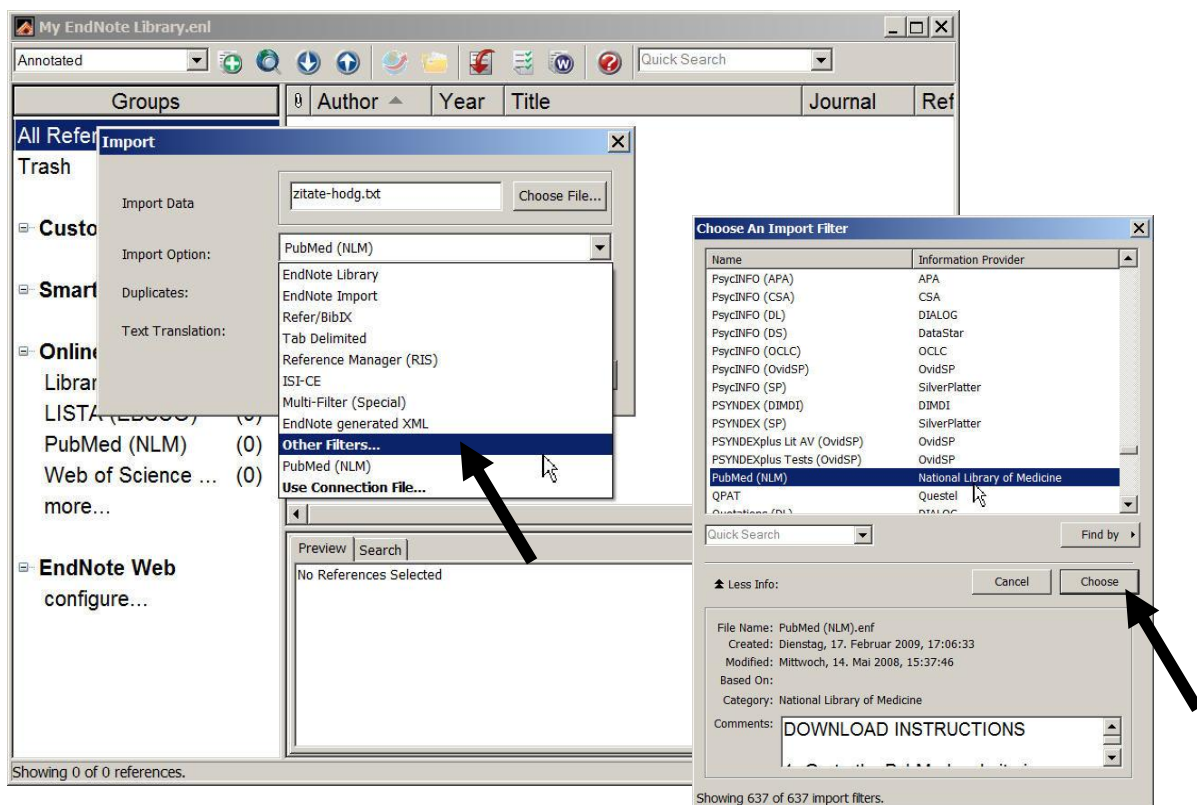 My EndNote Library.enl
Annotated
Quick Search
Groups
Author Year Title Journal Ref
All Refer
Trash
Custo
Smart
Online
Librar
LISTA (EBSCO) (0)
PubMed (NLM) (0)
Web of Science ... (0)
more...
EndNote Web
configure...
Import
Import Data
zitate-hodg.txt
Choose File...
Import Option:
PubMed (NLM)
Duplicates:
Text Translation:
EndNote Library
EndNote Import
Refer/BibIX
Tab Delimited
Reference Manager (RIS)
ISI-CE
Multi-Filter (Special)
EndNote generated XML
Other Filters...
PubMed (NLM)
Use Connection File...
Preview Search
No References Selected
Showing 0 of 0 references.
Choose An Import Filter
Name Information Provider
PsycINFO (APA) APA
PsycINFO (CSA) CSA
PsycINFO (DL) DIALOG
PsycINFO (DS) DataStar
PsycINFO (OCLC) OCLC
PsycINFO (OvidSP) OvidSP
PsycINFO (SP) SilverPlatter
PSYNDEX (DIMDI) DIMDI
PSYNDEX (SP) SilverPlatter
PSYNDEXplus Lit AV (OvidSP) OvidSP
PSYNDEXplus Tests (OvidSP) OvidSP
PubMed (NLM) National Library of Medicine
QPAT Questel
Quotations (DL) DIALOG
Quick Search
Find by
Less Info:
Cancel
Choose
File Name: PubMed (NLM).enf
Created: Dienstag, 17. Februar 2009, 17:06:33
Modified: Mittwoch, 14. Mai 2008, 15:37:46
Based On:
Category: National Library of Medicine
Comments: DOWNLOAD INSTRUCTIONS
Showing 637 of 637 import filters.